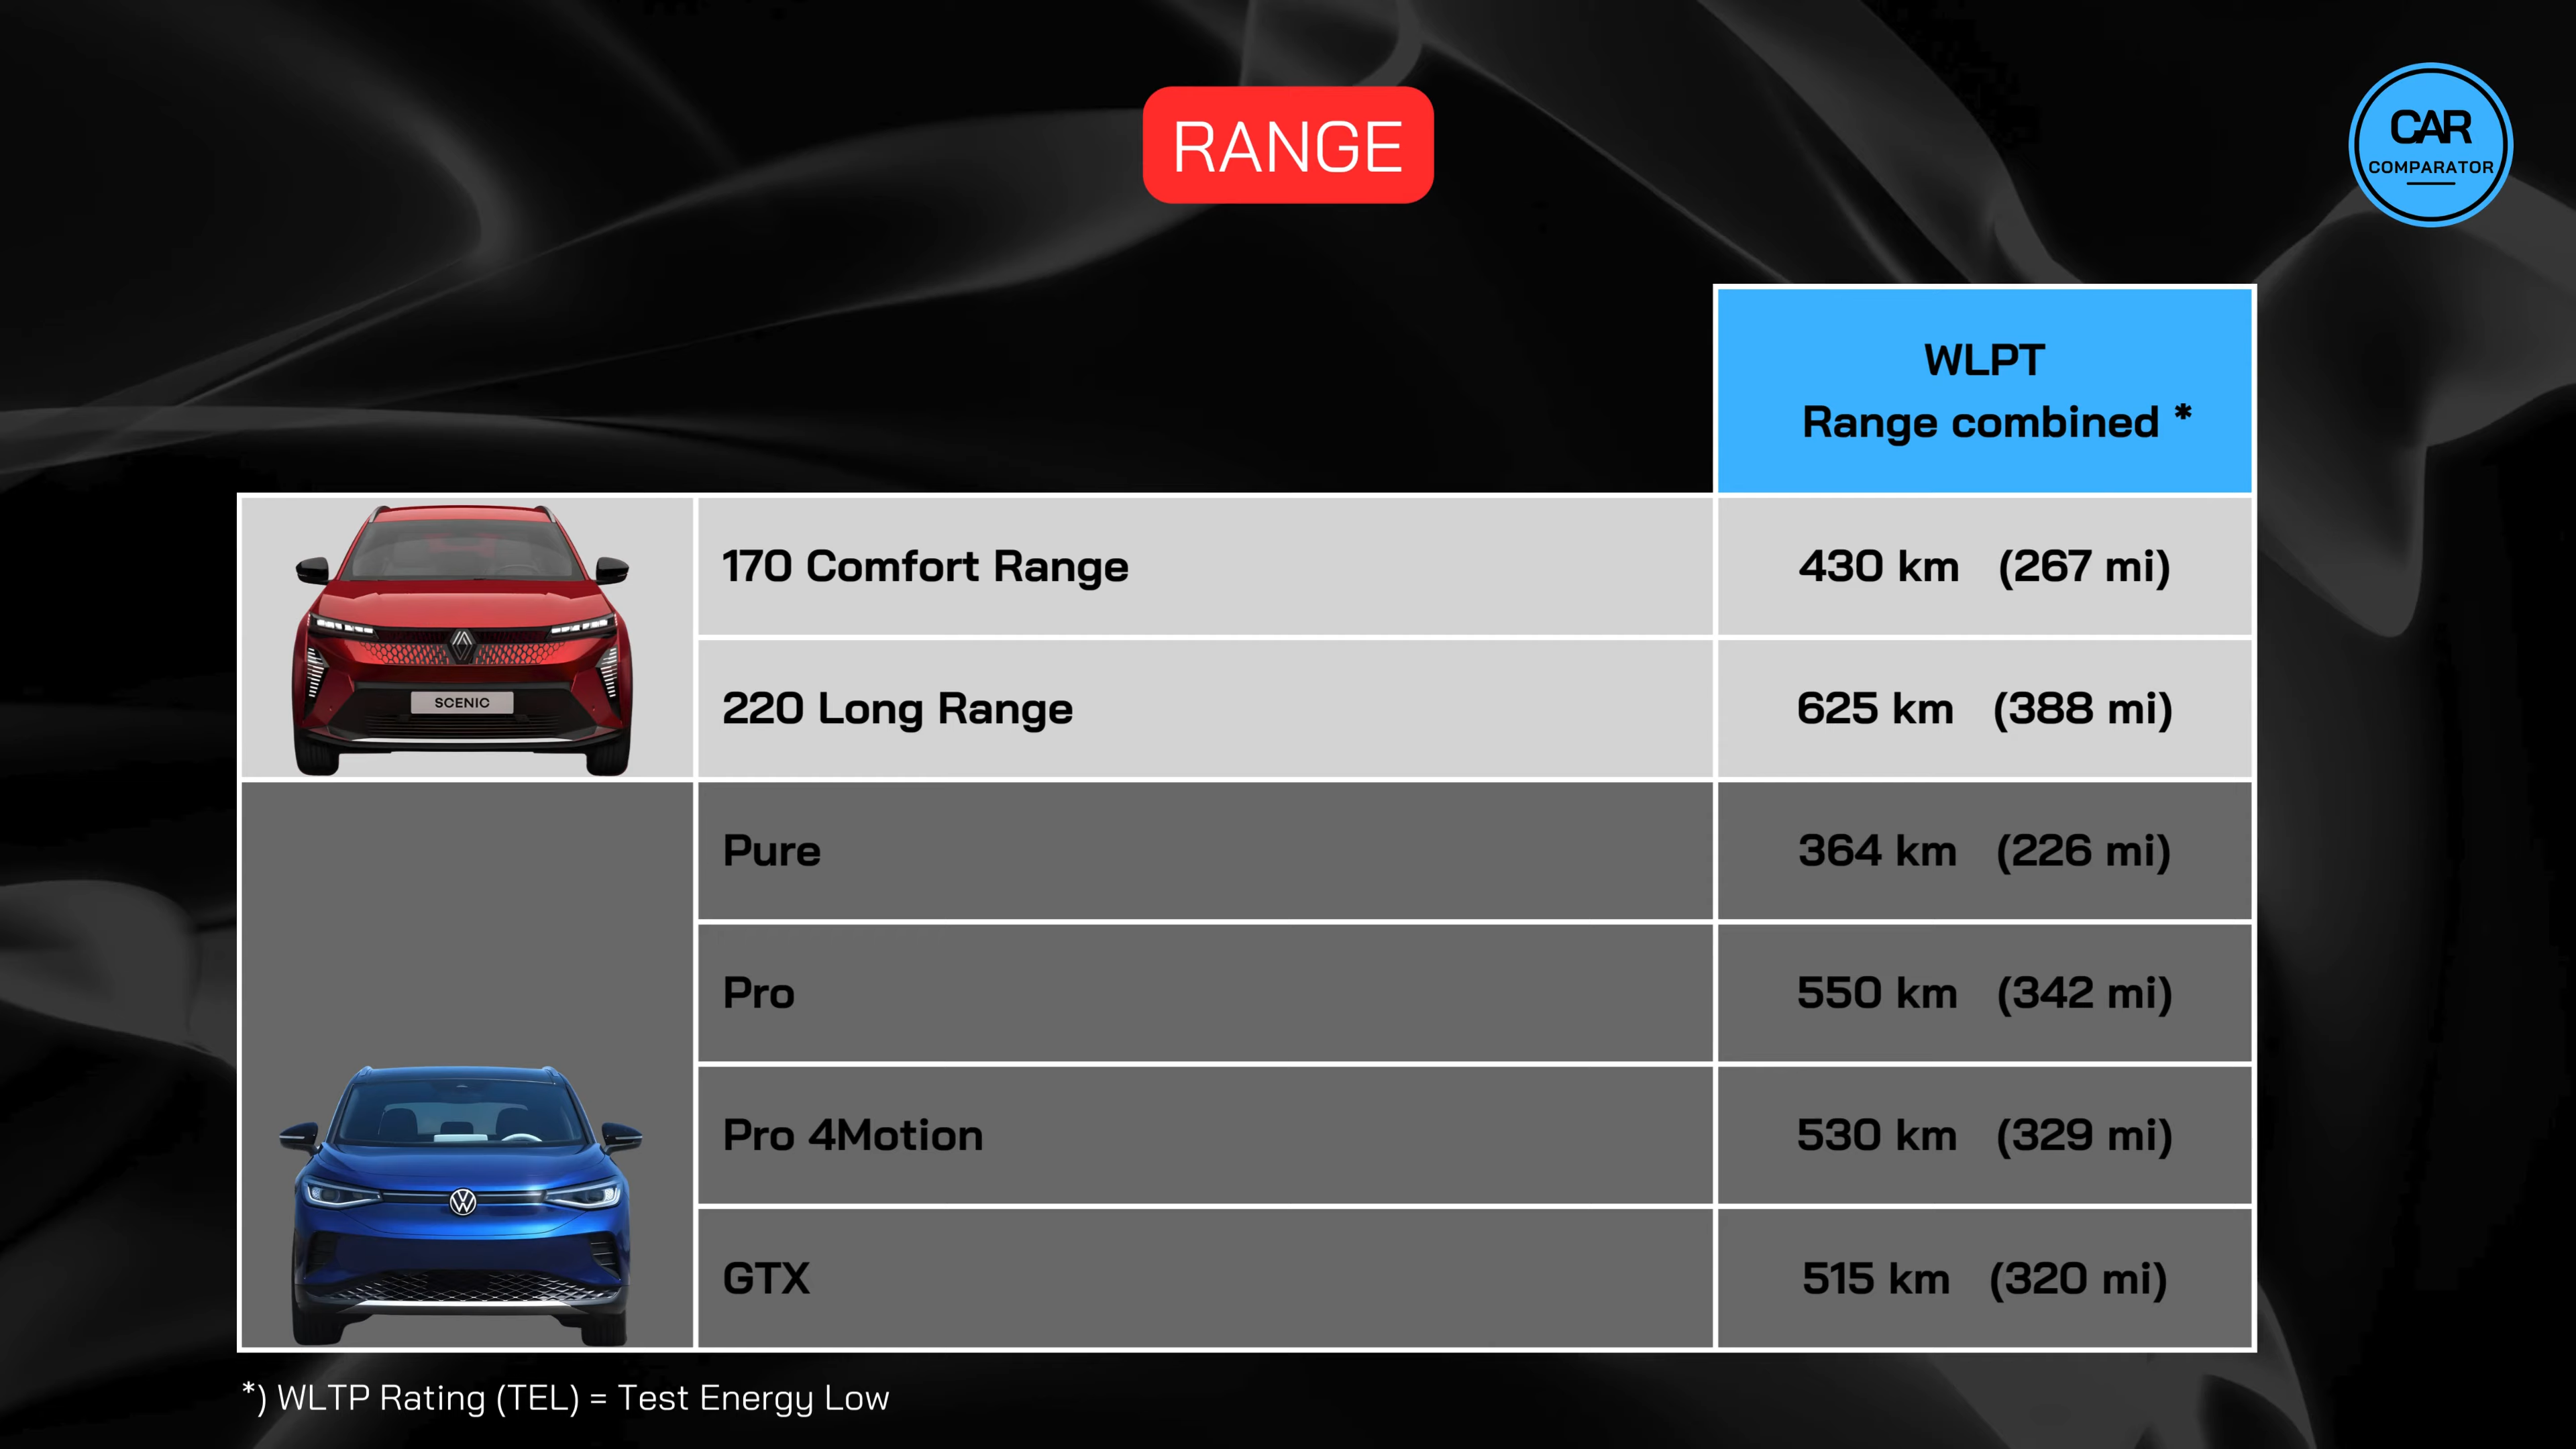 RANGE
CAR
COMPARATOR
WLPT
Range combined *
170 Comfort Range 430 km (267 mi)
SCENIC
220 Long Range 625 km (388 mi)
Pure 364 km (226 mi)
Pro 550 km (342 mi)
Pro 4Motion 530 km (329 mi)
GTX 515 km (320 mi)
*) WLTP Rating (TEL) = Test Energy Low